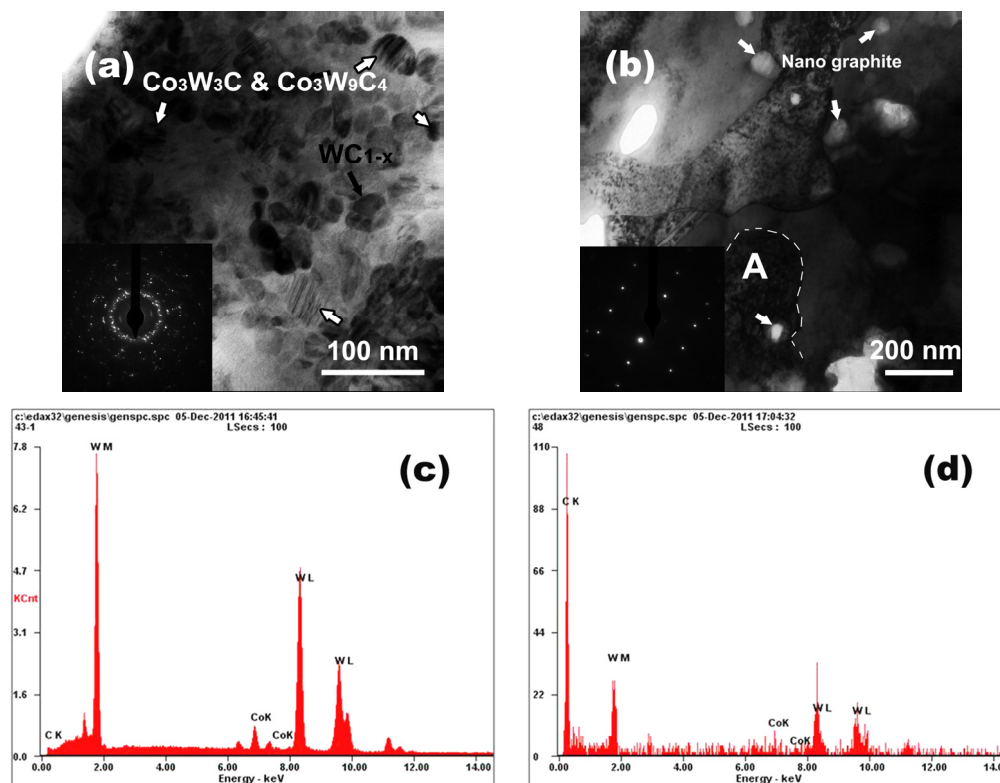 (a)
Co3W3C & Co3W9C4
WC1-x
100 nm
(b)
Nano graphite
A
200 nm
c:\edax32\genesis\genspc.spc 05-Dec-2011 16:45:41
43-1 LSecs : 100
7.8
6.2
4.7
KCnt
3.1
1.6
0.0
W M
(c)
W L
W L
CoK
CoK
C K
0.00 2.00 4.00 6.00 8.00 10.00 12.00 14.00
Energy - keV
c:\edax32\genesis\genspc.spc 05-Dec-2011 17:04:32
48 LSecs : 100
110
88
66
44
22
0
(d)
C K
W M
W L
W L
CoK
CoK
0.00 2.00 4.00 6.00 8.00 10.00 12.00 14.00
Energy - keV